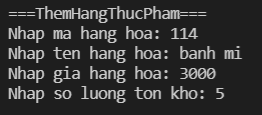 ===ThemHangThucPham===
Nhap ma hang hoa: 114
Nhap ten hang hoa: banh mi
Nhap gia hang hoa: 3000
Nhap so luong ton kho: 5